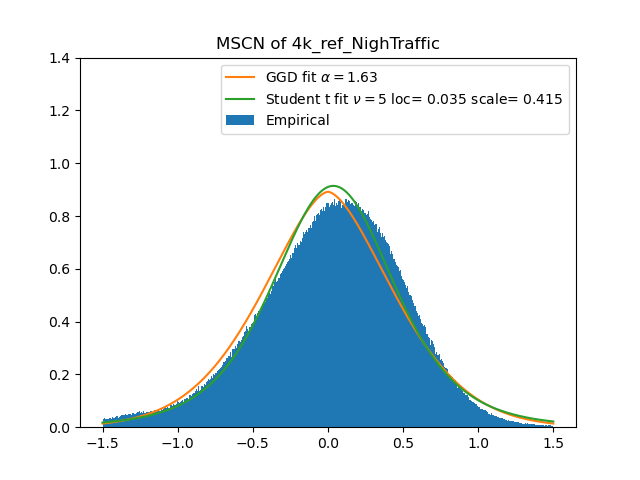 MSCN of 4k_ref_NighTraffic
GGD fit α = 1.63
Student t fit ν = 5 loc= 0.035 scale= 0.415
Empirical
1.4
1.2
1.0
0.8
0.6
0.4
0.2
0.0
−1.5 −1.0 −0.5 0.0 0.5 1.0 1.5